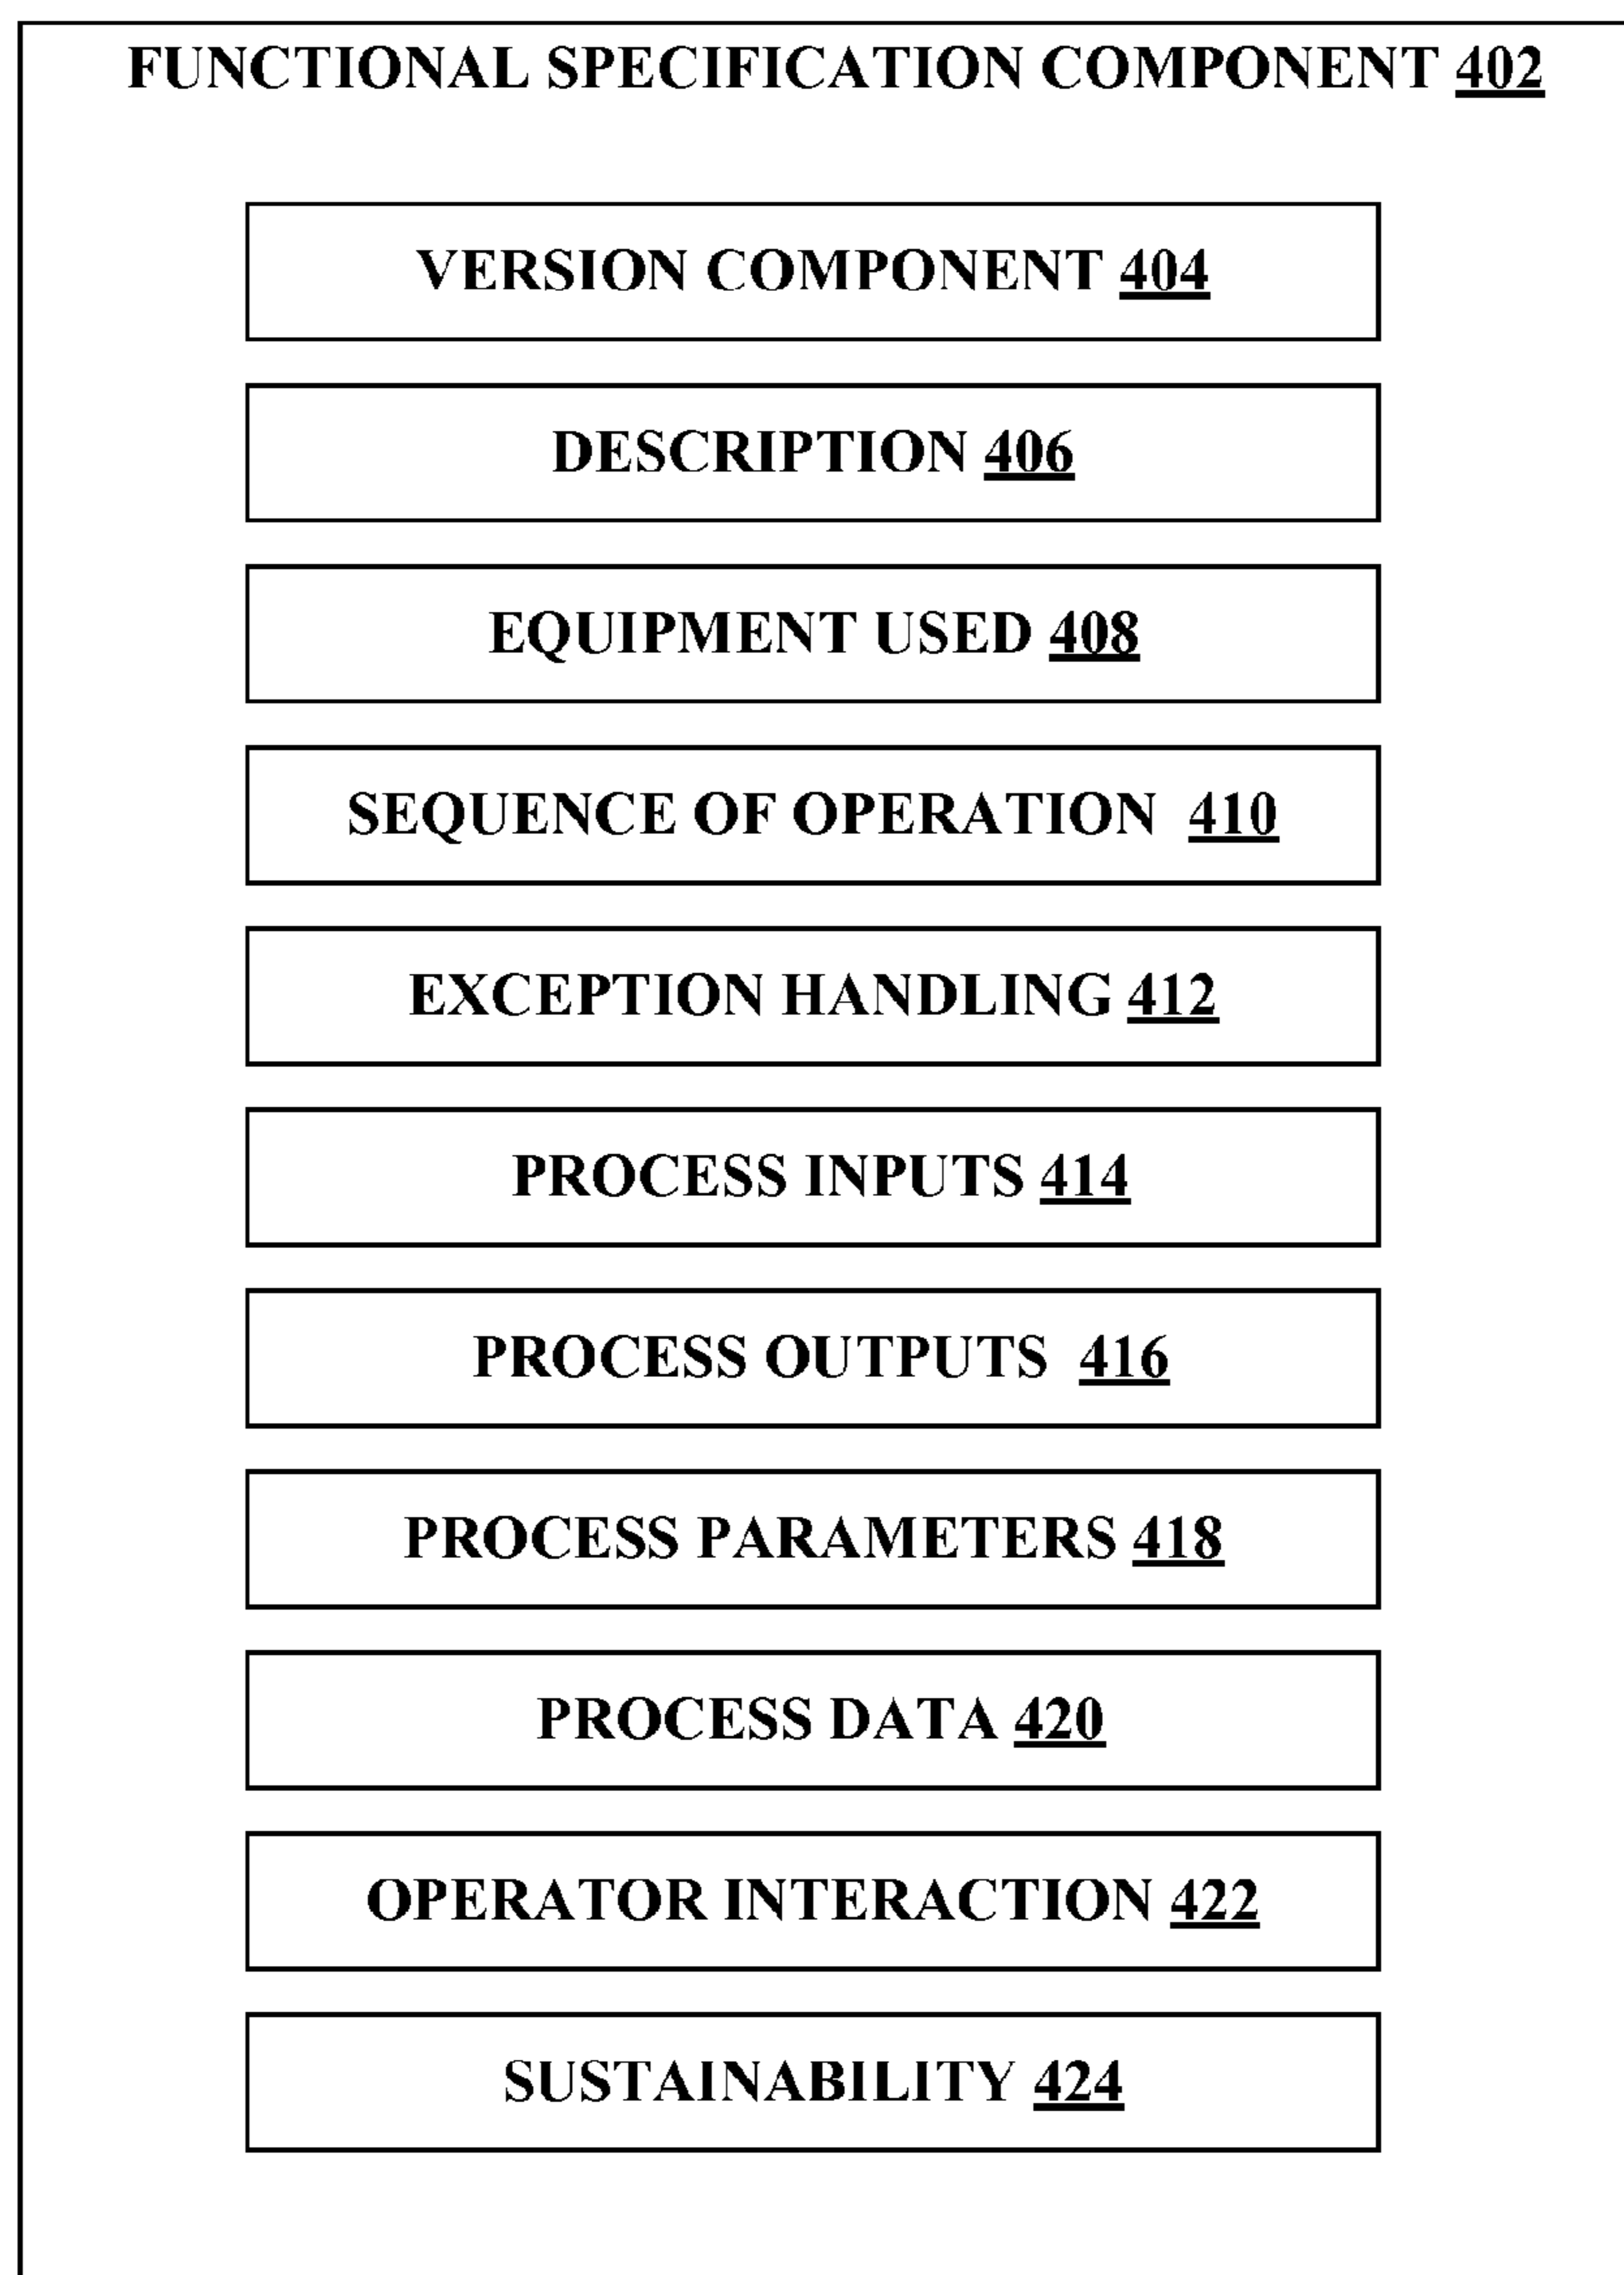 FUNCTIONAL SPECIFICATION COMPONENT 402
VERSION COMPONENT 404
DESCRIPTION 406
EQUIPMENT USED 408
SEQUENCE OF OPERATION 410
EXCEPTION HANDLING 412
PROCESS INPUTS 414
PROCESS OUTPUTS 416
PROCESS PARAMETERS 418
PROCESS DATA 420
OPERATOR INTERACTION 422
SUSTAINABILITY 424